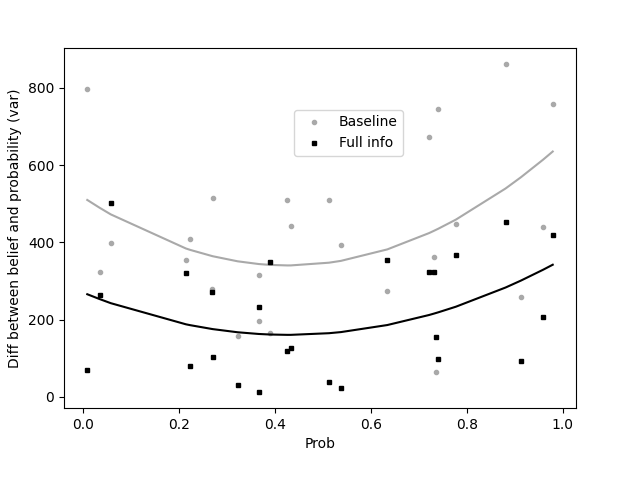 Diff between belief and probability (var)
800
600
400
200
0
Baseline
Full info
0.0 0.2 0.4 0.6 0.8 1.0
Prob